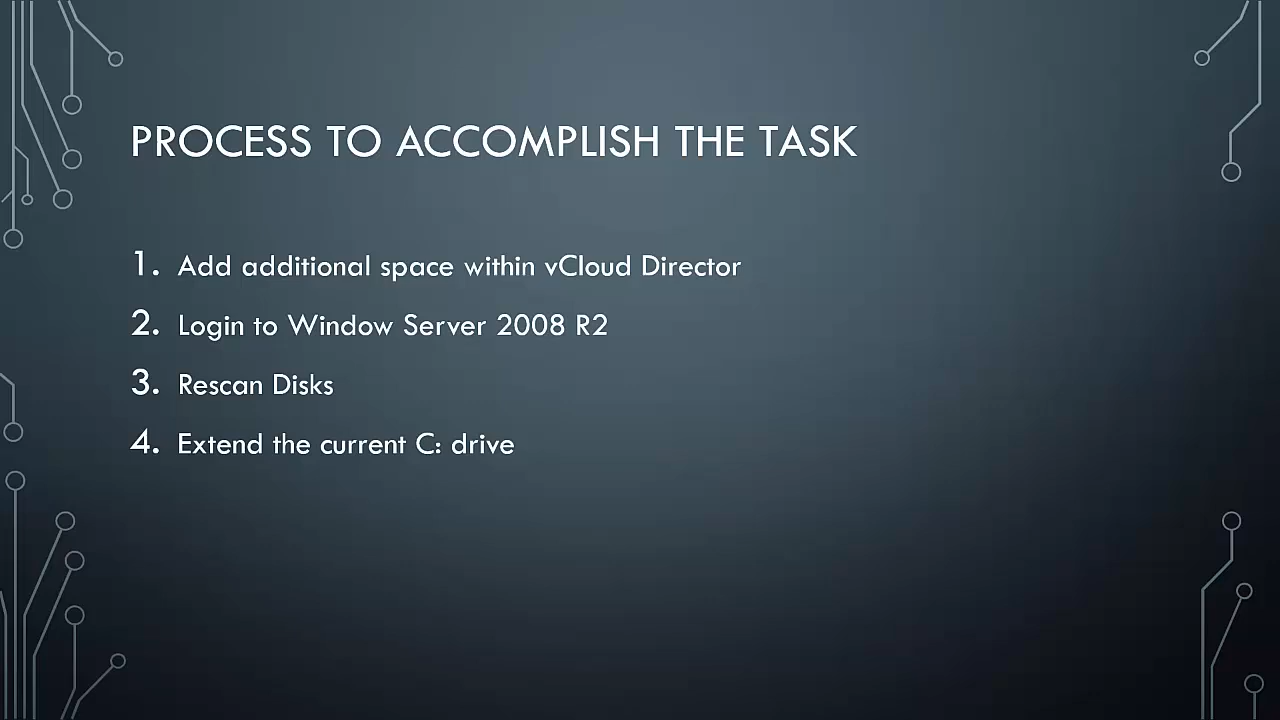 PROCESS TO ACCOMPLISH THE TASK
1. Add additional space within vCloud Director
2. Login to Window Server 2008 R2
3. Rescan Disks
4. Extend the current C: drive